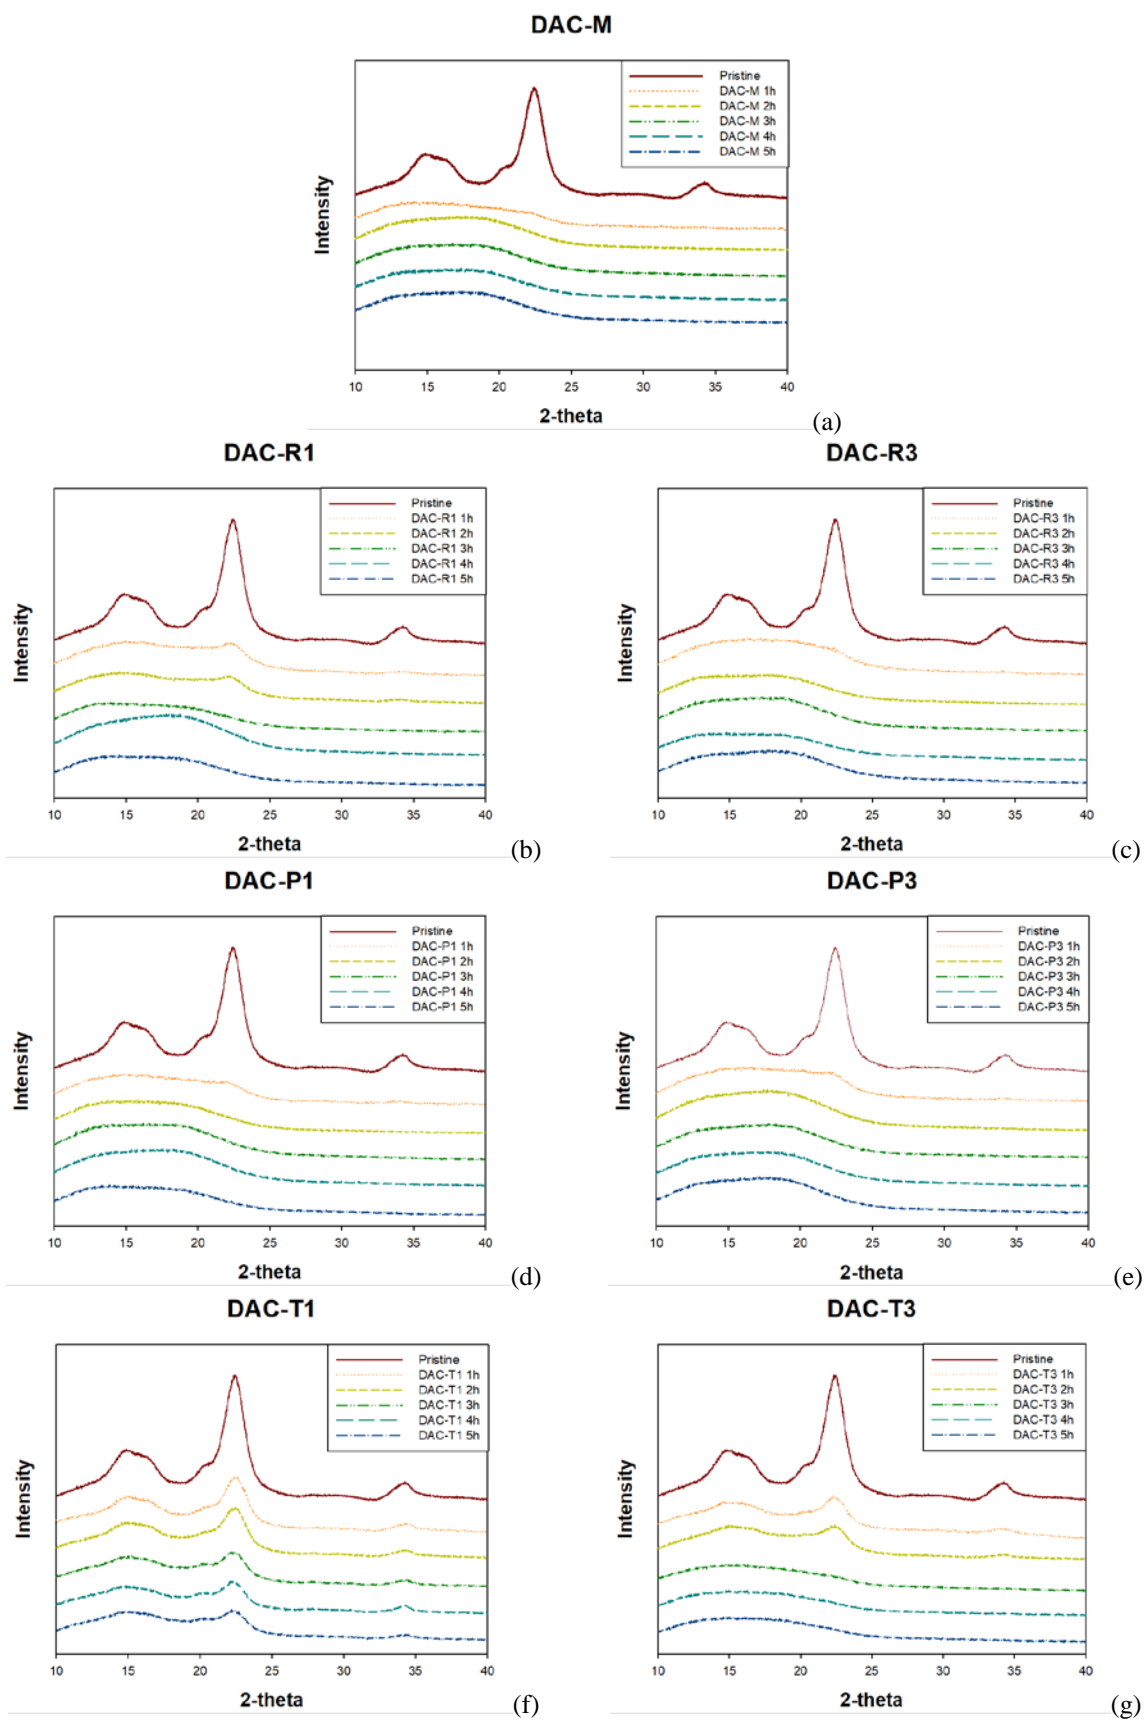 DAC-M
Pristine
DAC-M 1h
DAC-M 2h
DAC-M 3h
DAC-M 4h
DAC-M 5h
Intensity
10 15 20 25 30 35 40
2-theta
(a)
DAC-R1
Pristine
DAC-R1 1h
DAC-R1 2h
DAC-R1 3h
DAC-R1 4h
DAC-R1 5h
Intensity
10 15 20 25 30 35 40
2-theta
(b)
DAC-R3
Pristine
DAC-R3 1h
DAC-R3 2h
DAC-R3 3h
DAC-R3 4h
DAC-R3 5h
Intensity
10 15 20 25 30 35 40
2-theta
(c)
DAC-P1
Pristine
DAC-P1 1h
DAC-P1 2h
DAC-P1 3h
DAC-P1 4h
DAC-P1 5h
Intensity
10 15 20 25 30 35 40
2-theta
(d)
DAC-P3
Pristine
DAC-P3 1h
DAC-P3 2h
DAC-P3 3h
DAC-P3 4h
DAC-P3 5h
Intensity
10 15 20 25 30 35 40
2-theta
(e)
DAC-T1
Pristine
DAC-T1 1h
DAC-T1 2h
DAC-T1 3h
DAC-T1 4h
DAC-T1 5h
Intensity
10 15 20 25 30 35 40
2-theta
(f)
DAC-T3
Pristine
DAC-T3 1h
DAC-T3 2h
DAC-T3 3h
DAC-T3 4h
DAC-T3 5h
Intensity
10 15 20 25 30 35 40
2-theta
(g)